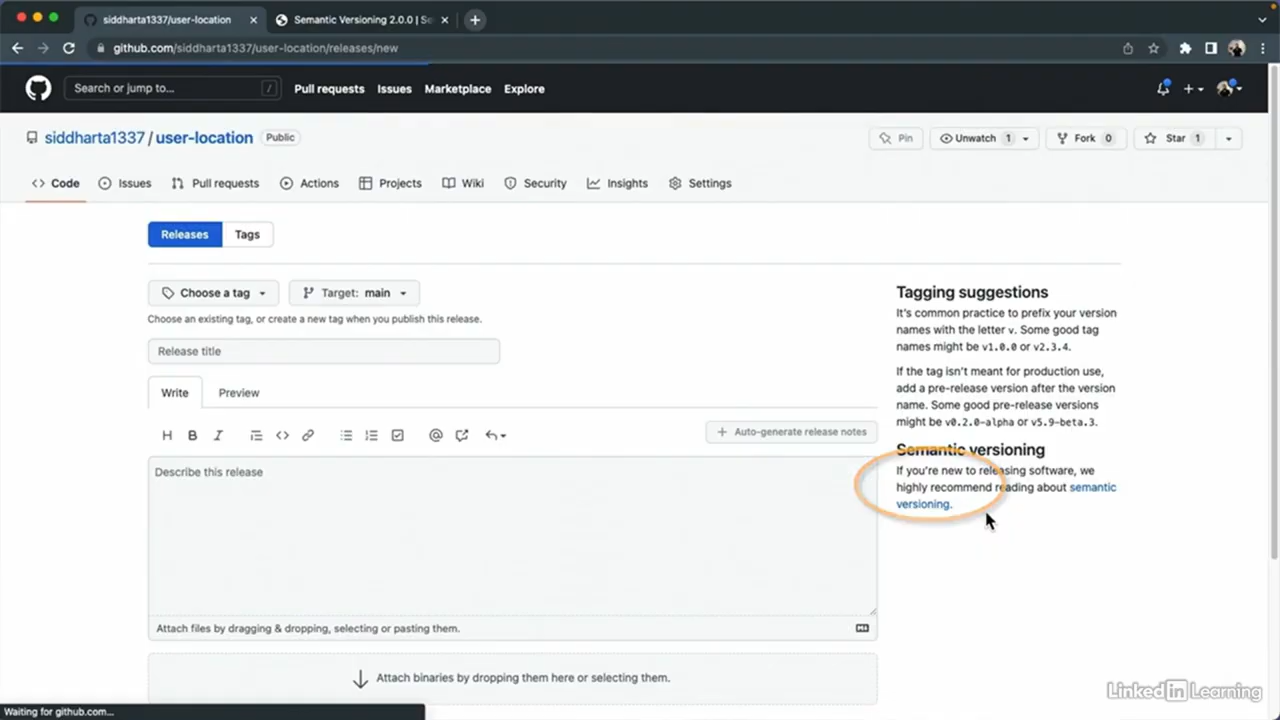 siddharta1337/user-location
Semantic Versioning 2.0.0 | Se
github.com/siddharta1337/user-location/releases/new
Search or jump to... /
Pull requests Issues Marketplace Explore
siddharta1337 / user-location Public
Pin Unwatch 1 Fork 0 Star 1
Code Issues Pull requests Actions Projects Wiki Security Insights Settings
Releases Tags
Choose a tag Target: main
Choose an existing tag, or create a new tag when you publish this release.
Release title
Write Preview
H B I
Auto-generate release notes
Describe this release
Attach files by dragging & dropping, selecting or pasting them.
Attach binaries by dropping them here or selecting them.
Tagging suggestions
It's common practice to prefix your version
names with the letter v. Some good tag
names might be v1.0.0 or v2.3.4.
If the tag isn't meant for production use,
add a pre-release version after the version
name. Some good pre-release versions
might be v0.2.0-alpha or v5.9-beta.3.
Semantic versioning
If you're new to releasing software, we
highly recommend reading about semantic
versioning.
Waiting for github.com...
Linked in Learning